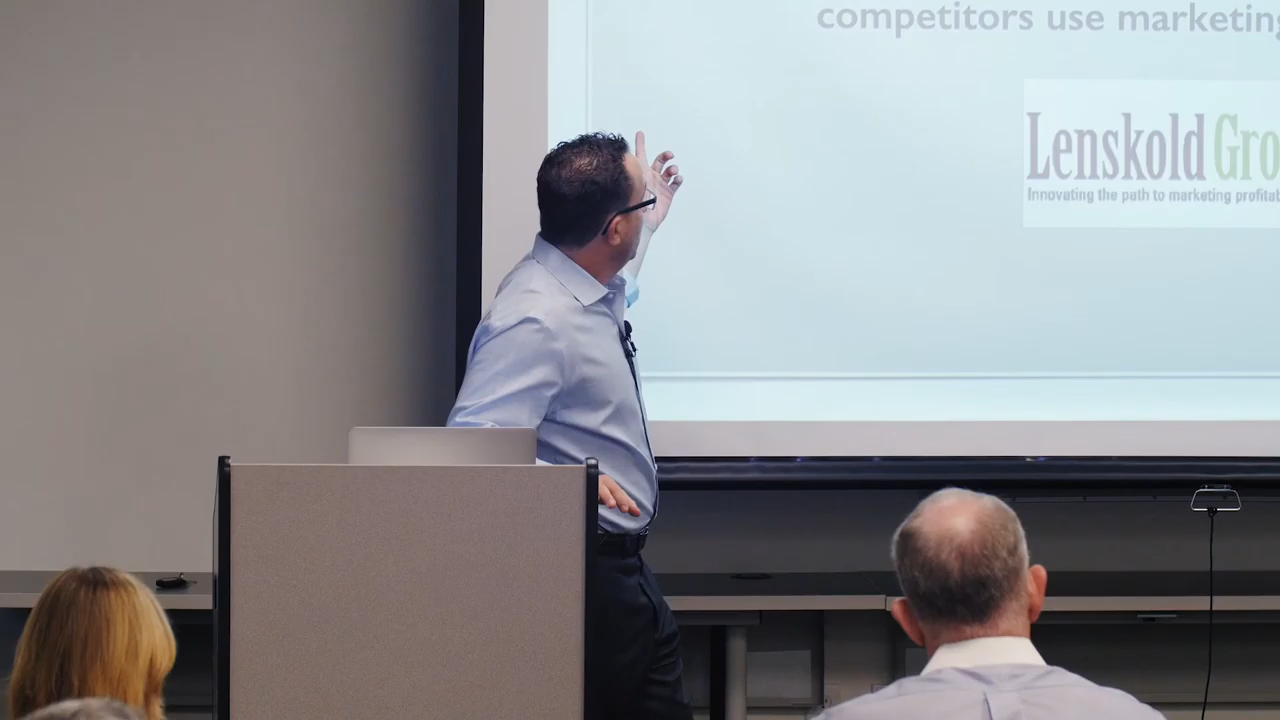 competitors use marketing
Lenskold Gro
Innovating the path to marketing profitab